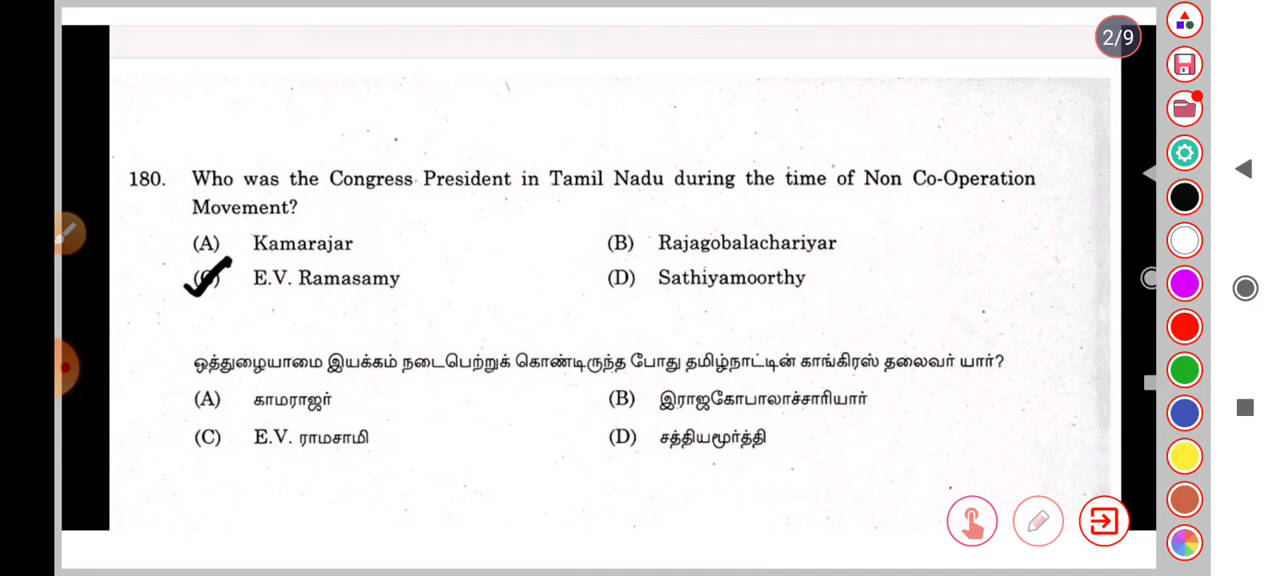 2/9
180. Who was the Congress President in Tamil Nadu during the time of Non Co-Operation
Movement?
(A) Kamarajar (B) Rajagobalachariyar
(C) E.V. Ramasamy (D) Sathiyamoorthy
ஒத்துழையாமை இயக்கம் நடைபெற்றுக் கொண்டிருந்த போது தமிழ்நாட்டின் காங்கிரஸ் தலைவர் யார்?
(A) காமராஜர் (B) இராஜகோபாலாச்சாரியார்
(C) E.V. ராமசாமி (D) சத்தியமூர்த்தி